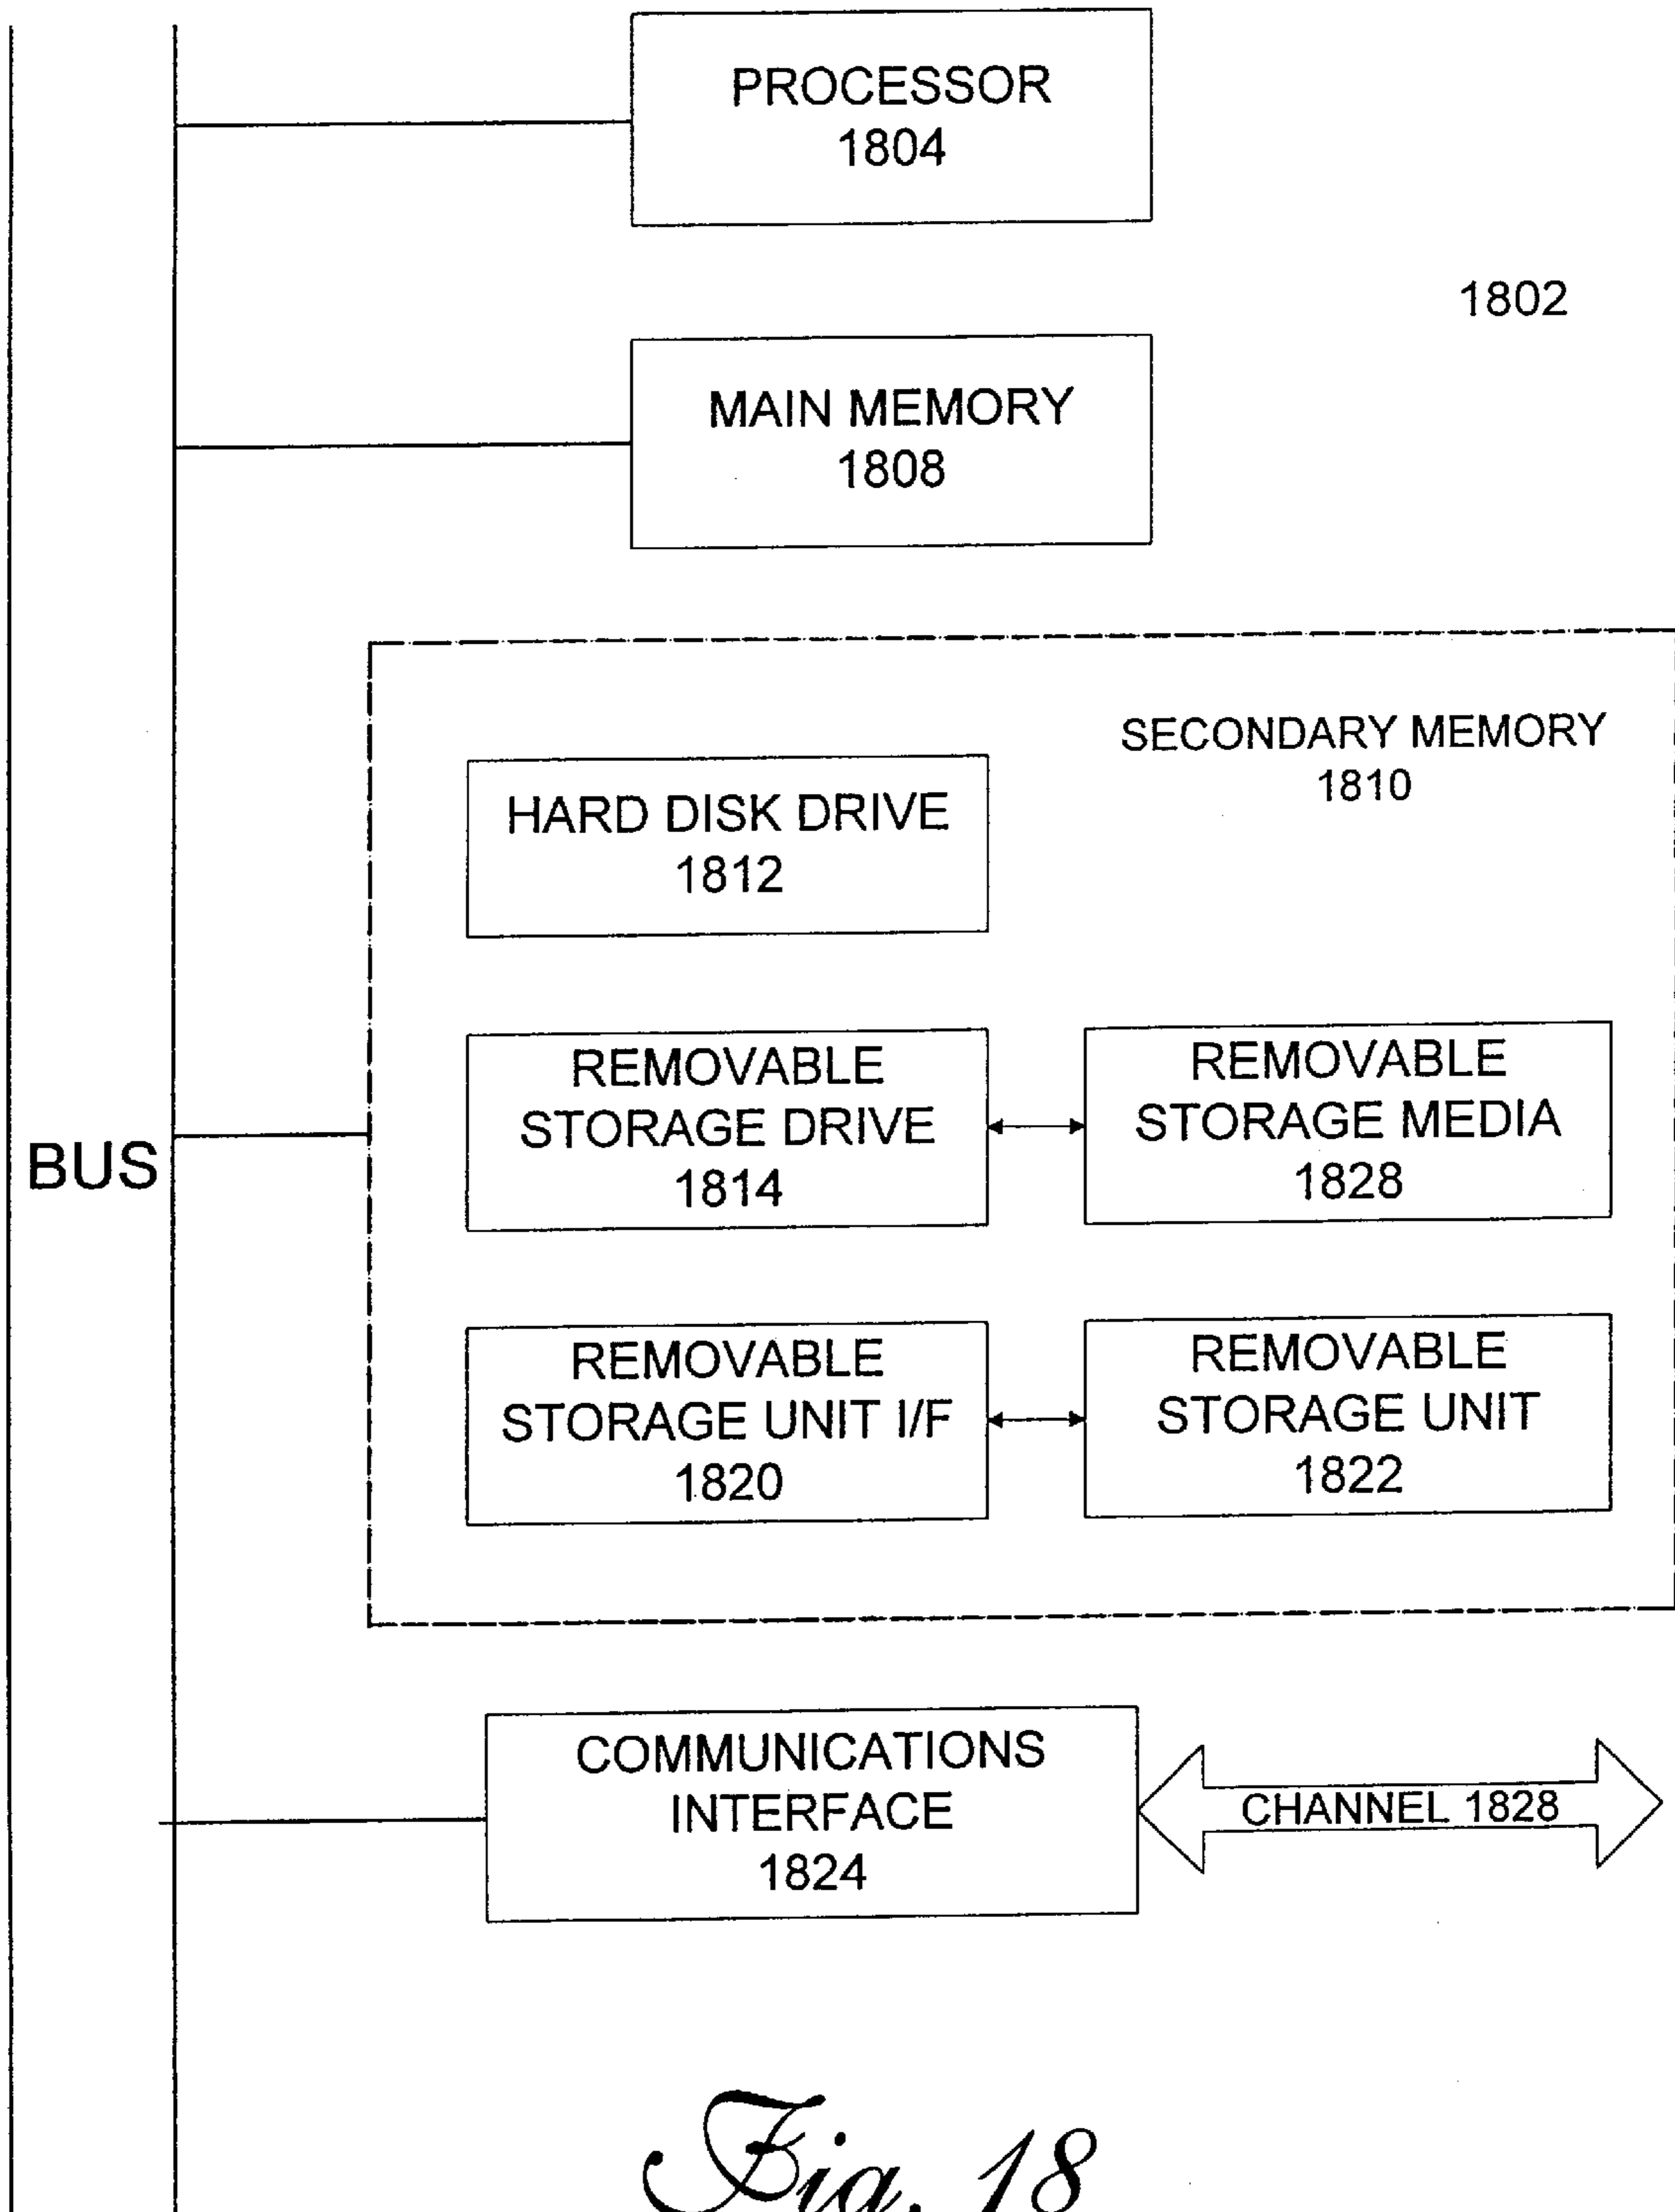 PROCESSOR
1804
1802
MAIN MEMORY
1808
SECONDARY MEMORY
1810
HARD DISK DRIVE
1812
REMOVABLE
STORAGE DRIVE
1814
REMOVABLE
STORAGE MEDIA
1828
BUS
REMOVABLE
STORAGE UNIT I/F
1820
REMOVABLE
STORAGE UNIT
1822
COMMUNICATIONS
INTERFACE
1824
CHANNEL 1828
Fig. 18